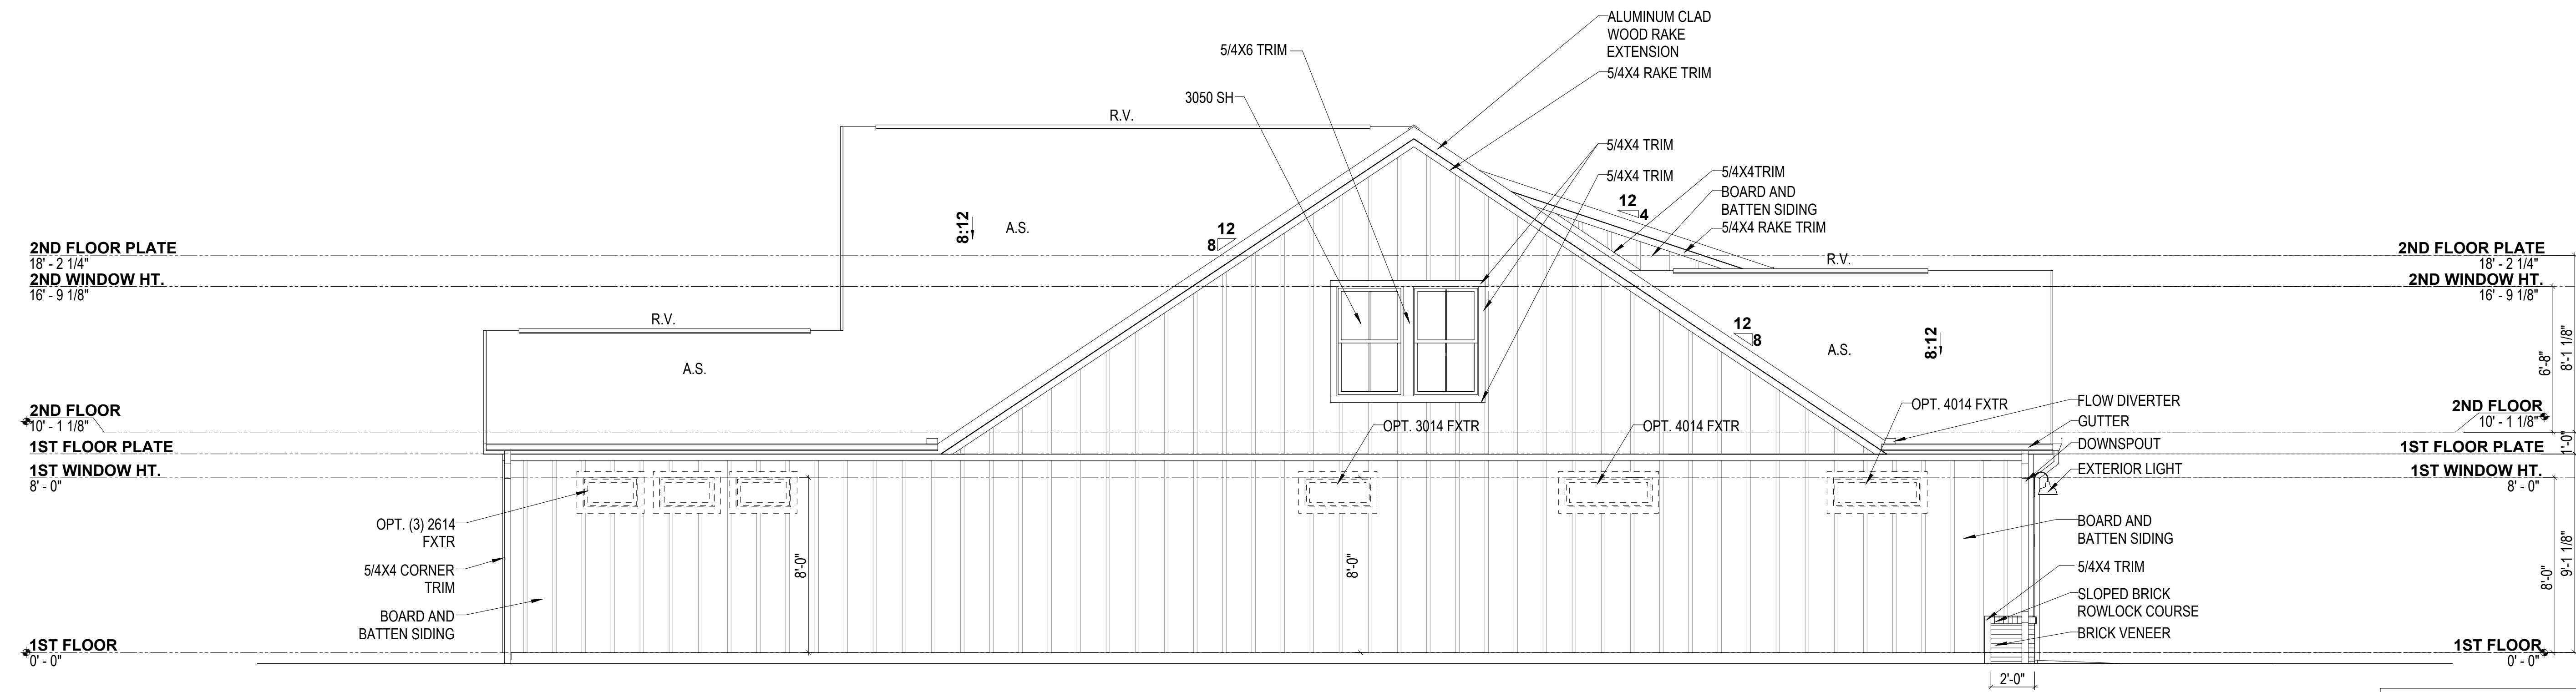 ALUMINUM CLAD
WOOD RAKE
EXTENSION
5/4X6 TRIM
5/4X4 RAKE TRIM
3050 SH
R.V.
5/4X4 TRIM
5/4X4 TRIM
5/4X4TRIM
BOARD AND
BATTEN SIDING
5/4X4 RAKE TRIM
12
4
8:12
A.S.
12
8
2ND FLOOR PLATE
18' - 2 1/4"
2ND WINDOW HT.
16' - 9 1/8"
R.V.
2ND FLOOR PLATE
18' - 2 1/4"
2ND WINDOW HT.
16' - 9 1/8"
R.V.
A.S.
12
8
A.S.
8:12
6'-8"
8'-1 1/8"
2ND FLOOR
10' - 1 1/8"
1ST FLOOR PLATE
1ST WINDOW HT.
8' - 0"
OPT. 3014 FXTR
OPT. 4014 FXTR
OPT. 4014 FXTR
FLOW DIVERTER
GUTTER
DOWNSPOUT
EXTERIOR LIGHT
2ND FLOOR
10' - 1 1/8"
1'-0"
1ST FLOOR PLATE
1ST WINDOW HT.
8' - 0"
OPT. (3) 2614
FXTR
5/4X4 CORNER
TRIM
BOARD AND
BATTEN SIDING
8'-0"
8'-0"
BOARD AND
BATTEN SIDING
5/4X4 TRIM
SLOPED BRICK
ROWLOCK COURSE
BRICK VENEER
8'-0"
9'-1 1/8"
1ST FLOOR
0' - 0"
1ST FLOOR
0' - 0"
2'-0"